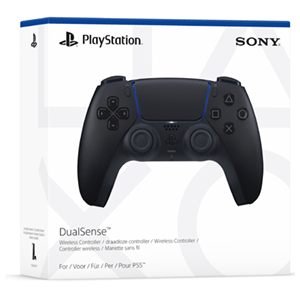 PlayStation
SONY
DualSense™
Wireless Controller / draadloze controller / Wireless-Controller /
Controller wireless / Manette sans fil
For / Voor / Für / Per / Pour PS5™